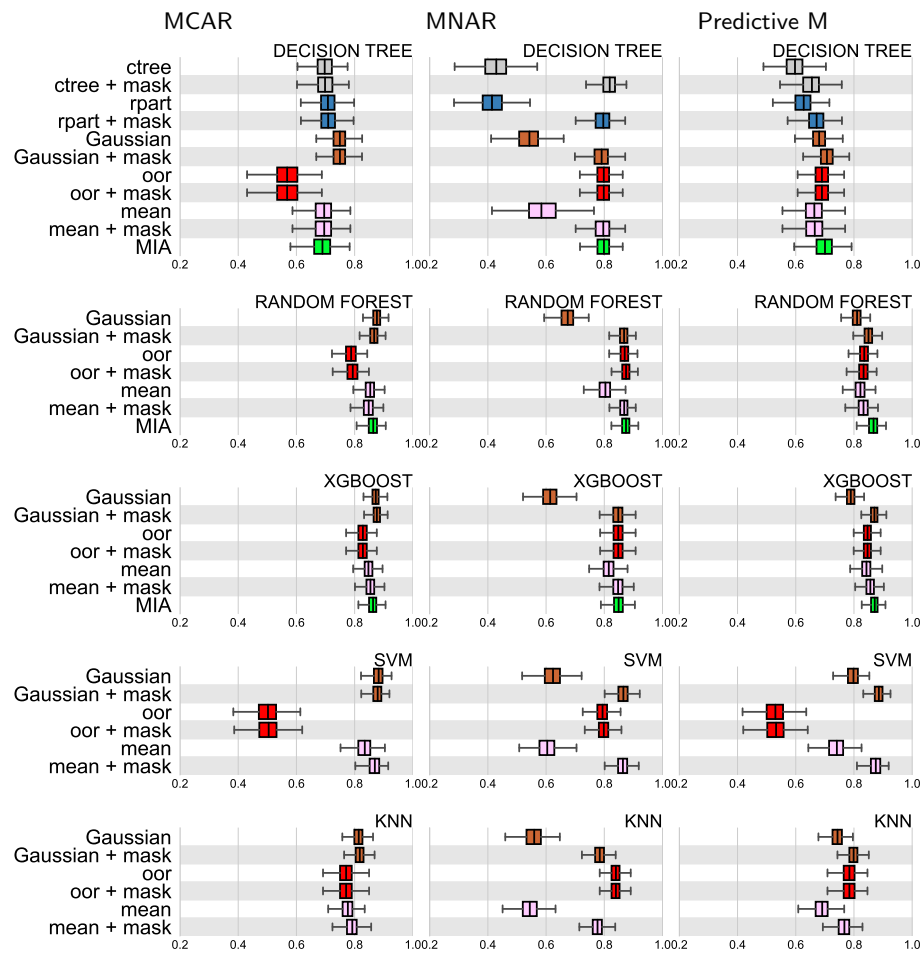 MCAR MNAR Predictive M
DECISION TREE DECISION TREE DECISION TREE
ctree
ctree + mask
rpart
rpart + mask
Gaussian
Gaussian + mask
oor
oor + mask
mean
mean + mask
MIA
0.2 0.4 0.6 0.8 1.0 0.2 0.4 0.6 0.8 1.0 0.2 0.4 0.6 0.8 1.0
RANDOM FOREST RANDOM FOREST RANDOM FOREST
Gaussian
Gaussian + mask
oor
oor + mask
mean
mean + mask
MIA
0.2 0.4 0.6 0.8 1.0 0.2 0.4 0.6 0.8 1.0 0.2 0.4 0.6 0.8 1.0
XGBOOST XGBOOST XGBOOST
Gaussian
Gaussian + mask
oor
oor + mask
mean
mean + mask
MIA
0.2 0.4 0.6 0.8 1.0 0.2 0.4 0.6 0.8 1.0 0.2 0.4 0.6 0.8 1.0
SVM SVM SVM
Gaussian
Gaussian + mask
oor
oor + mask
mean
mean + mask
0.2 0.4 0.6 0.8 1.0 0.2 0.4 0.6 0.8 1.0 0.2 0.4 0.6 0.8 1.0
KNN KNN KNN
Gaussian
Gaussian + mask
oor
oor + mask
mean
mean + mask
0.2 0.4 0.6 0.8 1.0 0.2 0.4 0.6 0.8 1.0 0.2 0.4 0.6 0.8 1.0